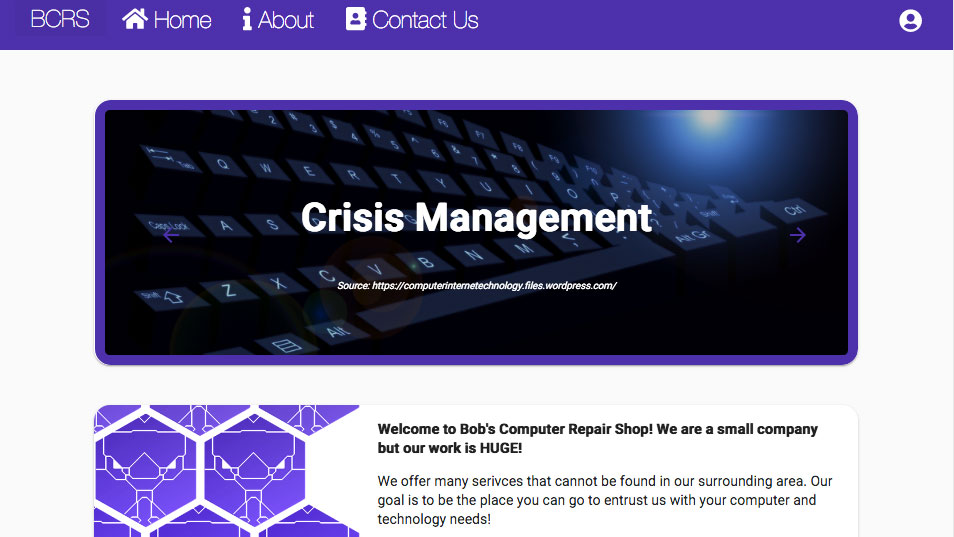 BCRS Home About Contact Us
Crisis Management
Source: https://computerinternetechnology.files.wordpress.com/
Welcome to Bob's Computer Repair Shop! We are a small company
but our work is HUGE!
We offer many serivces that cannot be found in our surrounding area. Our
goal is to be the place you can go to entrust us with your computer and
technology needs!